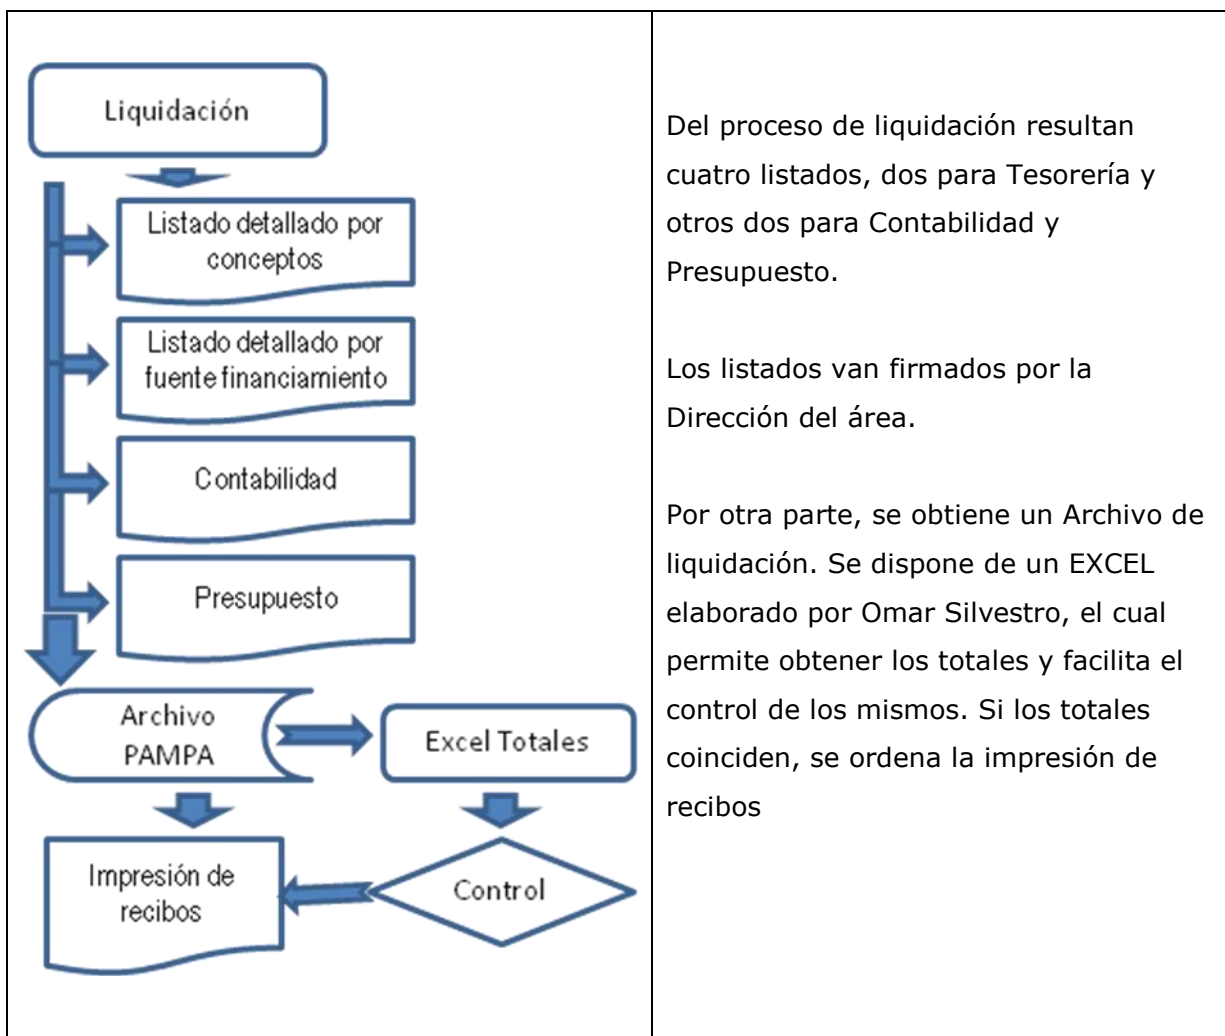 Liquidación
Listado detallado por
conceptos
Listado detallado por
fuente financiamiento
Contabilidad
Presupuesto
Archivo
PAMPA
Excel Totales
Impresión de
recibos
Control
Del proceso de liquidación resultan
cuatro listados, dos para Tesorería y
otros dos para Contabilidad y
Presupuesto.
Los listados van firmados por la
Dirección del área.
Por otra parte, se obtiene un Archivo de
liquidación. Se dispone de un EXCEL
elaborado por Omar Silvestro, el cual
permite obtener los totales y facilita el
control de los mismos. Si los totales
coinciden, se ordena la impresión de
recibos